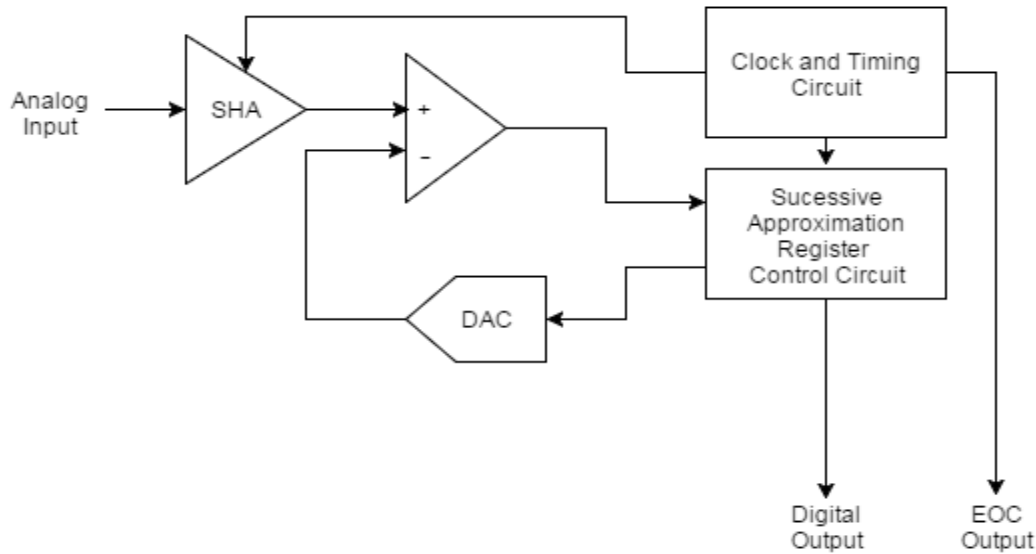 Clock and Timing
Circuit
Analog
Input
SHA
+
-
Sucessive
Approximation
Register
Control Circuit
DAC
Digital
Output
EOC
Output